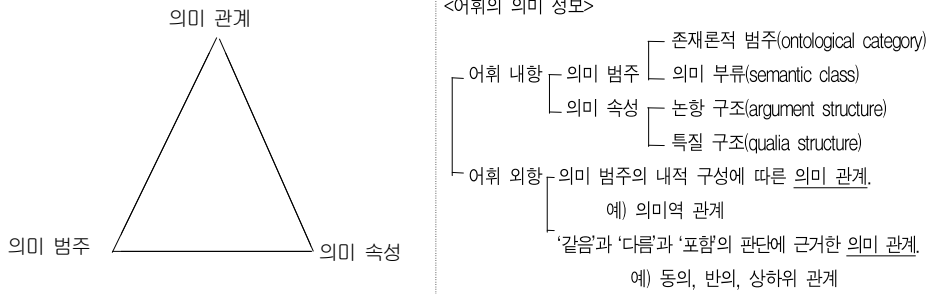 의미 관계
의미 범주
의미 속성
<어휘의 의미 정보>
존재론적 범주(ontological category)
어휘 내항
의미 범주
의미 부류(semantic class)
의미 속성
논항 구조(argument structure)
특질 구조(qualia structure)
어휘 외항
의미 범주의 내적 구성에 따른 의미 관계.
예) 의미역 관계
‘같음’과 ‘다름’과 ‘포함’의 판단에 근거한 의미 관계.
예) 동의, 반의, 상하위 관계